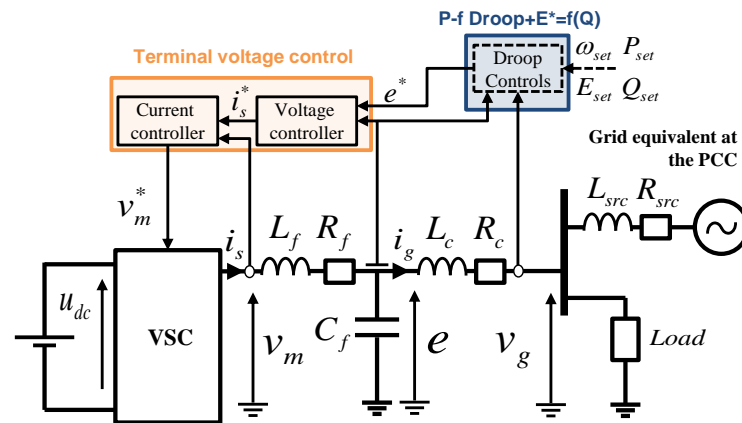 P-f Droop+E*=f(Q)
Terminal voltage control
Droop
Controls
ω_set P_set
E_set Q_set
e*
Current
controller
i_s*
Voltage
controller
Grid equivalent at
the PCC
v_m*
L_src R_src
i_s L_f R_f i_g L_c R_c
u_dc
VSC
v_m
C_f
e
v_g
Load